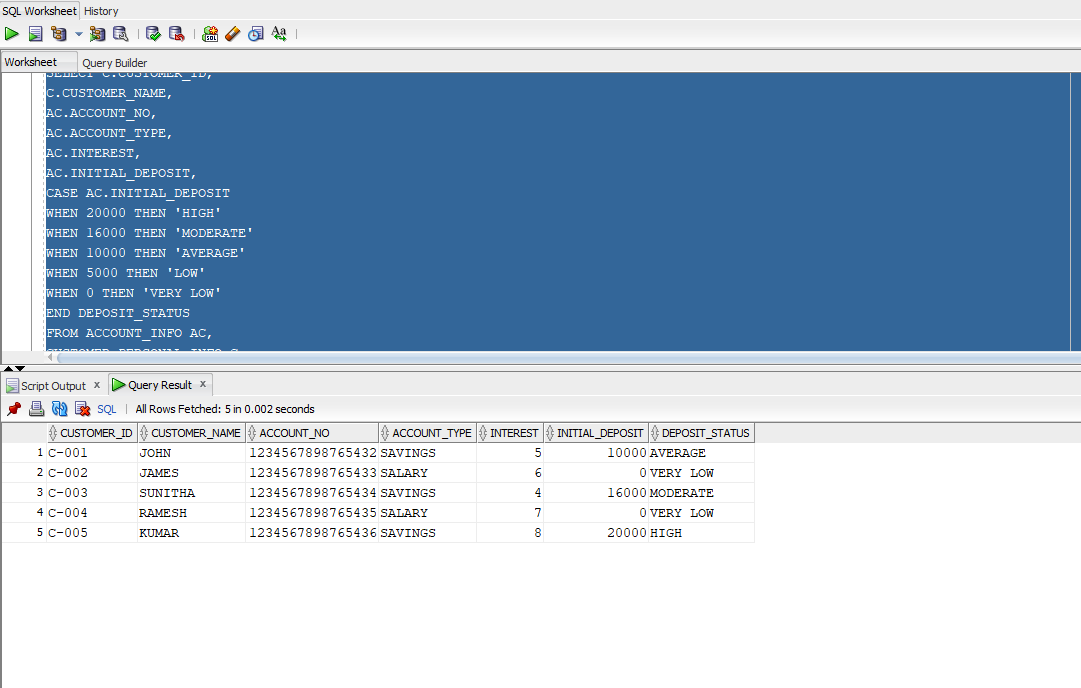 SQL Worksheet History
Worksheet Query Builder
SELECT C.CUSTOMER_ID,
C.CUSTOMER_NAME,
AC.ACCOUNT_NO,
AC.ACCOUNT_TYPE,
AC.INTEREST,
AC.INITIAL_DEPOSIT,
CASE AC.INITIAL_DEPOSIT
WHEN 20000 THEN 'HIGH'
WHEN 16000 THEN 'MODERATE'
WHEN 10000 THEN 'AVERAGE'
WHEN 5000 THEN 'LOW'
WHEN 0 THEN 'VERY LOW'
END DEPOSIT_STATUS
FROM ACCOUNT_INFO AC,
CUSTOMER_PERSONAL_INFO C
Script Output x Query Result x
SQL | All Rows Fetched: 5 in 0.002 seconds
CUSTOMER_ID CUSTOMER_NAME ACCOUNT_NO ACCOUNT_TYPE INTEREST INITIAL_DEPOSIT DEPOSIT_STATUS
1 C-001 JOHN 1234567898765432 SAVINGS 5 10000 AVERAGE
2 C-002 JAMES 1234567898765433 SALARY 6 0 VERY LOW
3 C-003 SUNITHA 1234567898765434 SAVINGS 4 16000 MODERATE
4 C-004 RAMESH 1234567898765435 SALARY 7 0 VERY LOW
5 C-005 KUMAR 1234567898765436 SAVINGS 8 20000 HIGH